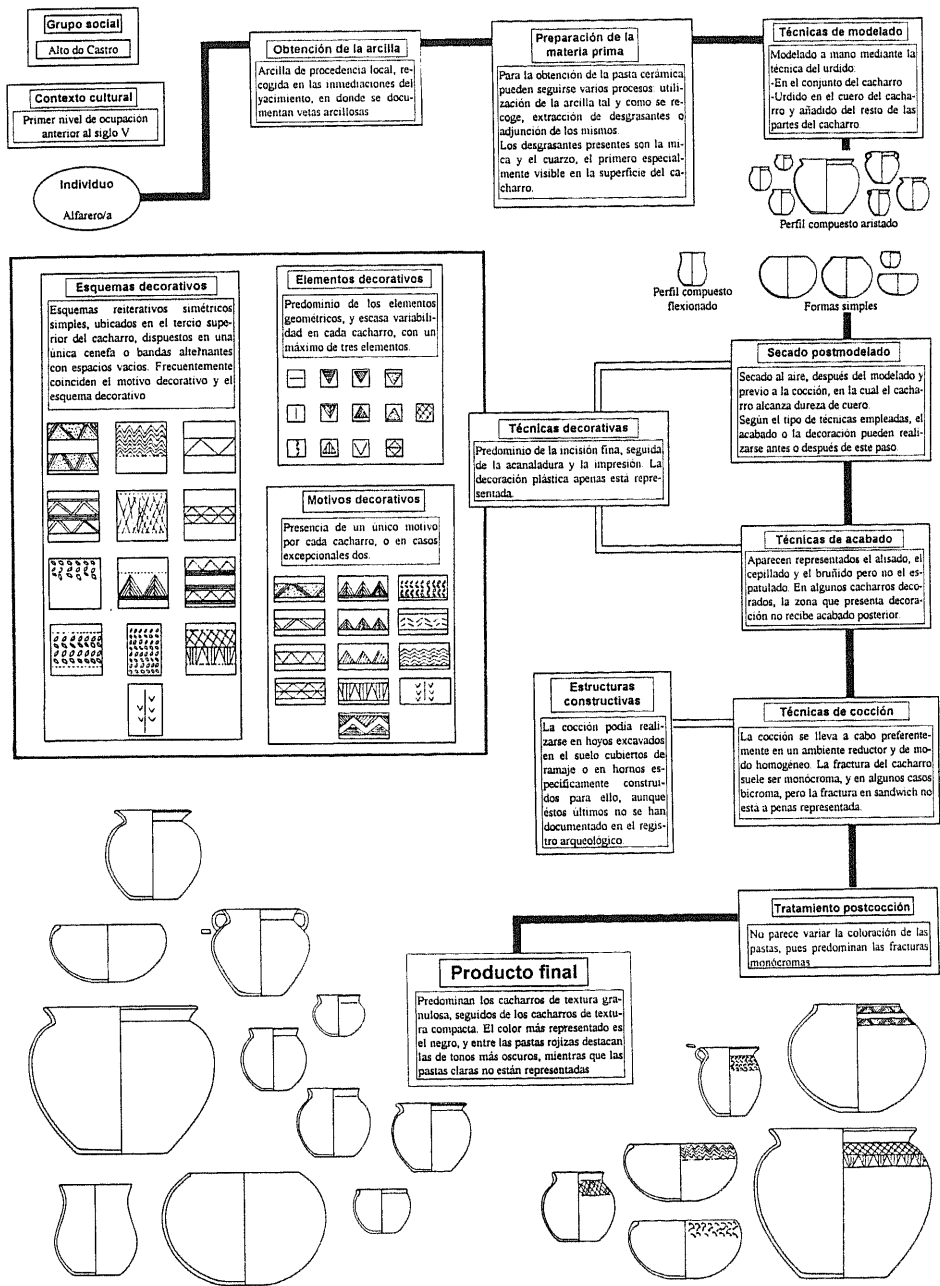 Grupo social
Alto do Castro
Contexto cultural
Primer nivel de ocupación
anterior al siglo V
Individuo
Alfarero/a
Obtención de la arcilla
Arcilla de procedencia local, re-
cogida en las inmediaciones del
yacimiento, en donde se docu-
mentan vetas arcillosas
Preparación de la
materia prima
Para la obtención de la pasta cerámica
pueden seguirse varios procesos: utili-
zación de la arcilla tal y como se re-
coge, extracción de desgrasantes o
adjunción de los mismos.
Los desgrasantes presentes son la mi-
ca y el cuarzo, el primero especial-
mente visible en la superficie del ca-
charro.
Técnicas de modelado
Modelado a mano mediante la
técnica del urdido:
-En el conjunto del cacharro
-Urdido en el cuero del cacha-
rro y añadido del resto de las
partes del cacharro
Perfil compuesto aristado
Perfil compuesto
flexionado
Formas simples
Esquemas decorativos
Esquemas reiterativos simétricos
simples, ubicados en el tercio supe-
rior del cacharro, dispuestos en una
única cenefa o bandas alternantes
con espacios vacios. Frecuentemente
coinciden el motivo decorativo y el
esquema decorativo
Elementos decorativos
Predominio de los elementos
geométricos, y escasa variabili-
dad en cada cacharro, con un
máximo de tres elementos.
Motivos decorativos
Presencia de un único motivo
por cada cacharro, o en casos
excepcionales dos.
Técnicas decorativas
Predominio de la incisión fina, seguida
de la acanaladura y la impresión. La
decoración plástica apenas está repre-
sentada.
Secado postmodelado
Secado al aire, después del modelado y
previo a la cocción, en la cual el cacha-
rro alcanza dureza de cuero.
Según el tipo de técnicas empleadas, el
acabado o la decoración pueden reali-
zarse antes o después de este paso.
Técnicas de acabado
Aparecen representados el alisado, el
cepillado y el bruñido pero no el es-
patulado. En algunos cacharros deco-
rados, la zona que presenta decora-
ción no recibe acabado posterior.
Estructuras
constructivas
La cocción podia reali-
zarse en hoyos excavados
en el suelo cubiertos de
ramaje o en hornos es-
pecíficamente construi-
dos para ello, aunque
éstos últimos no se han
documentado en el regis-
tro arqueológico.
Técnicas de cocción
La cocción se lleva a cabo preferente-
mente en un ambiente reductor y de mo-
do homogéneo. La fractura del cacharro
suele ser monócroma, y en algunos casos
bicroma, pero la fractura en sandwich no
está a penas representada.
Tratamiento postcocción
No parece variar la coloración de las
pastas, pues predominan las fracturas
monócromas
Producto final
Predominan los cacharros de textura gra-
nulosa, seguidos de los cacharros de textu-
ra compacta. El color más representado es
el negro, y entre las pastas rojizas destacan
las de tonos más oscuros, mientras que las
pastas claras no están representadas